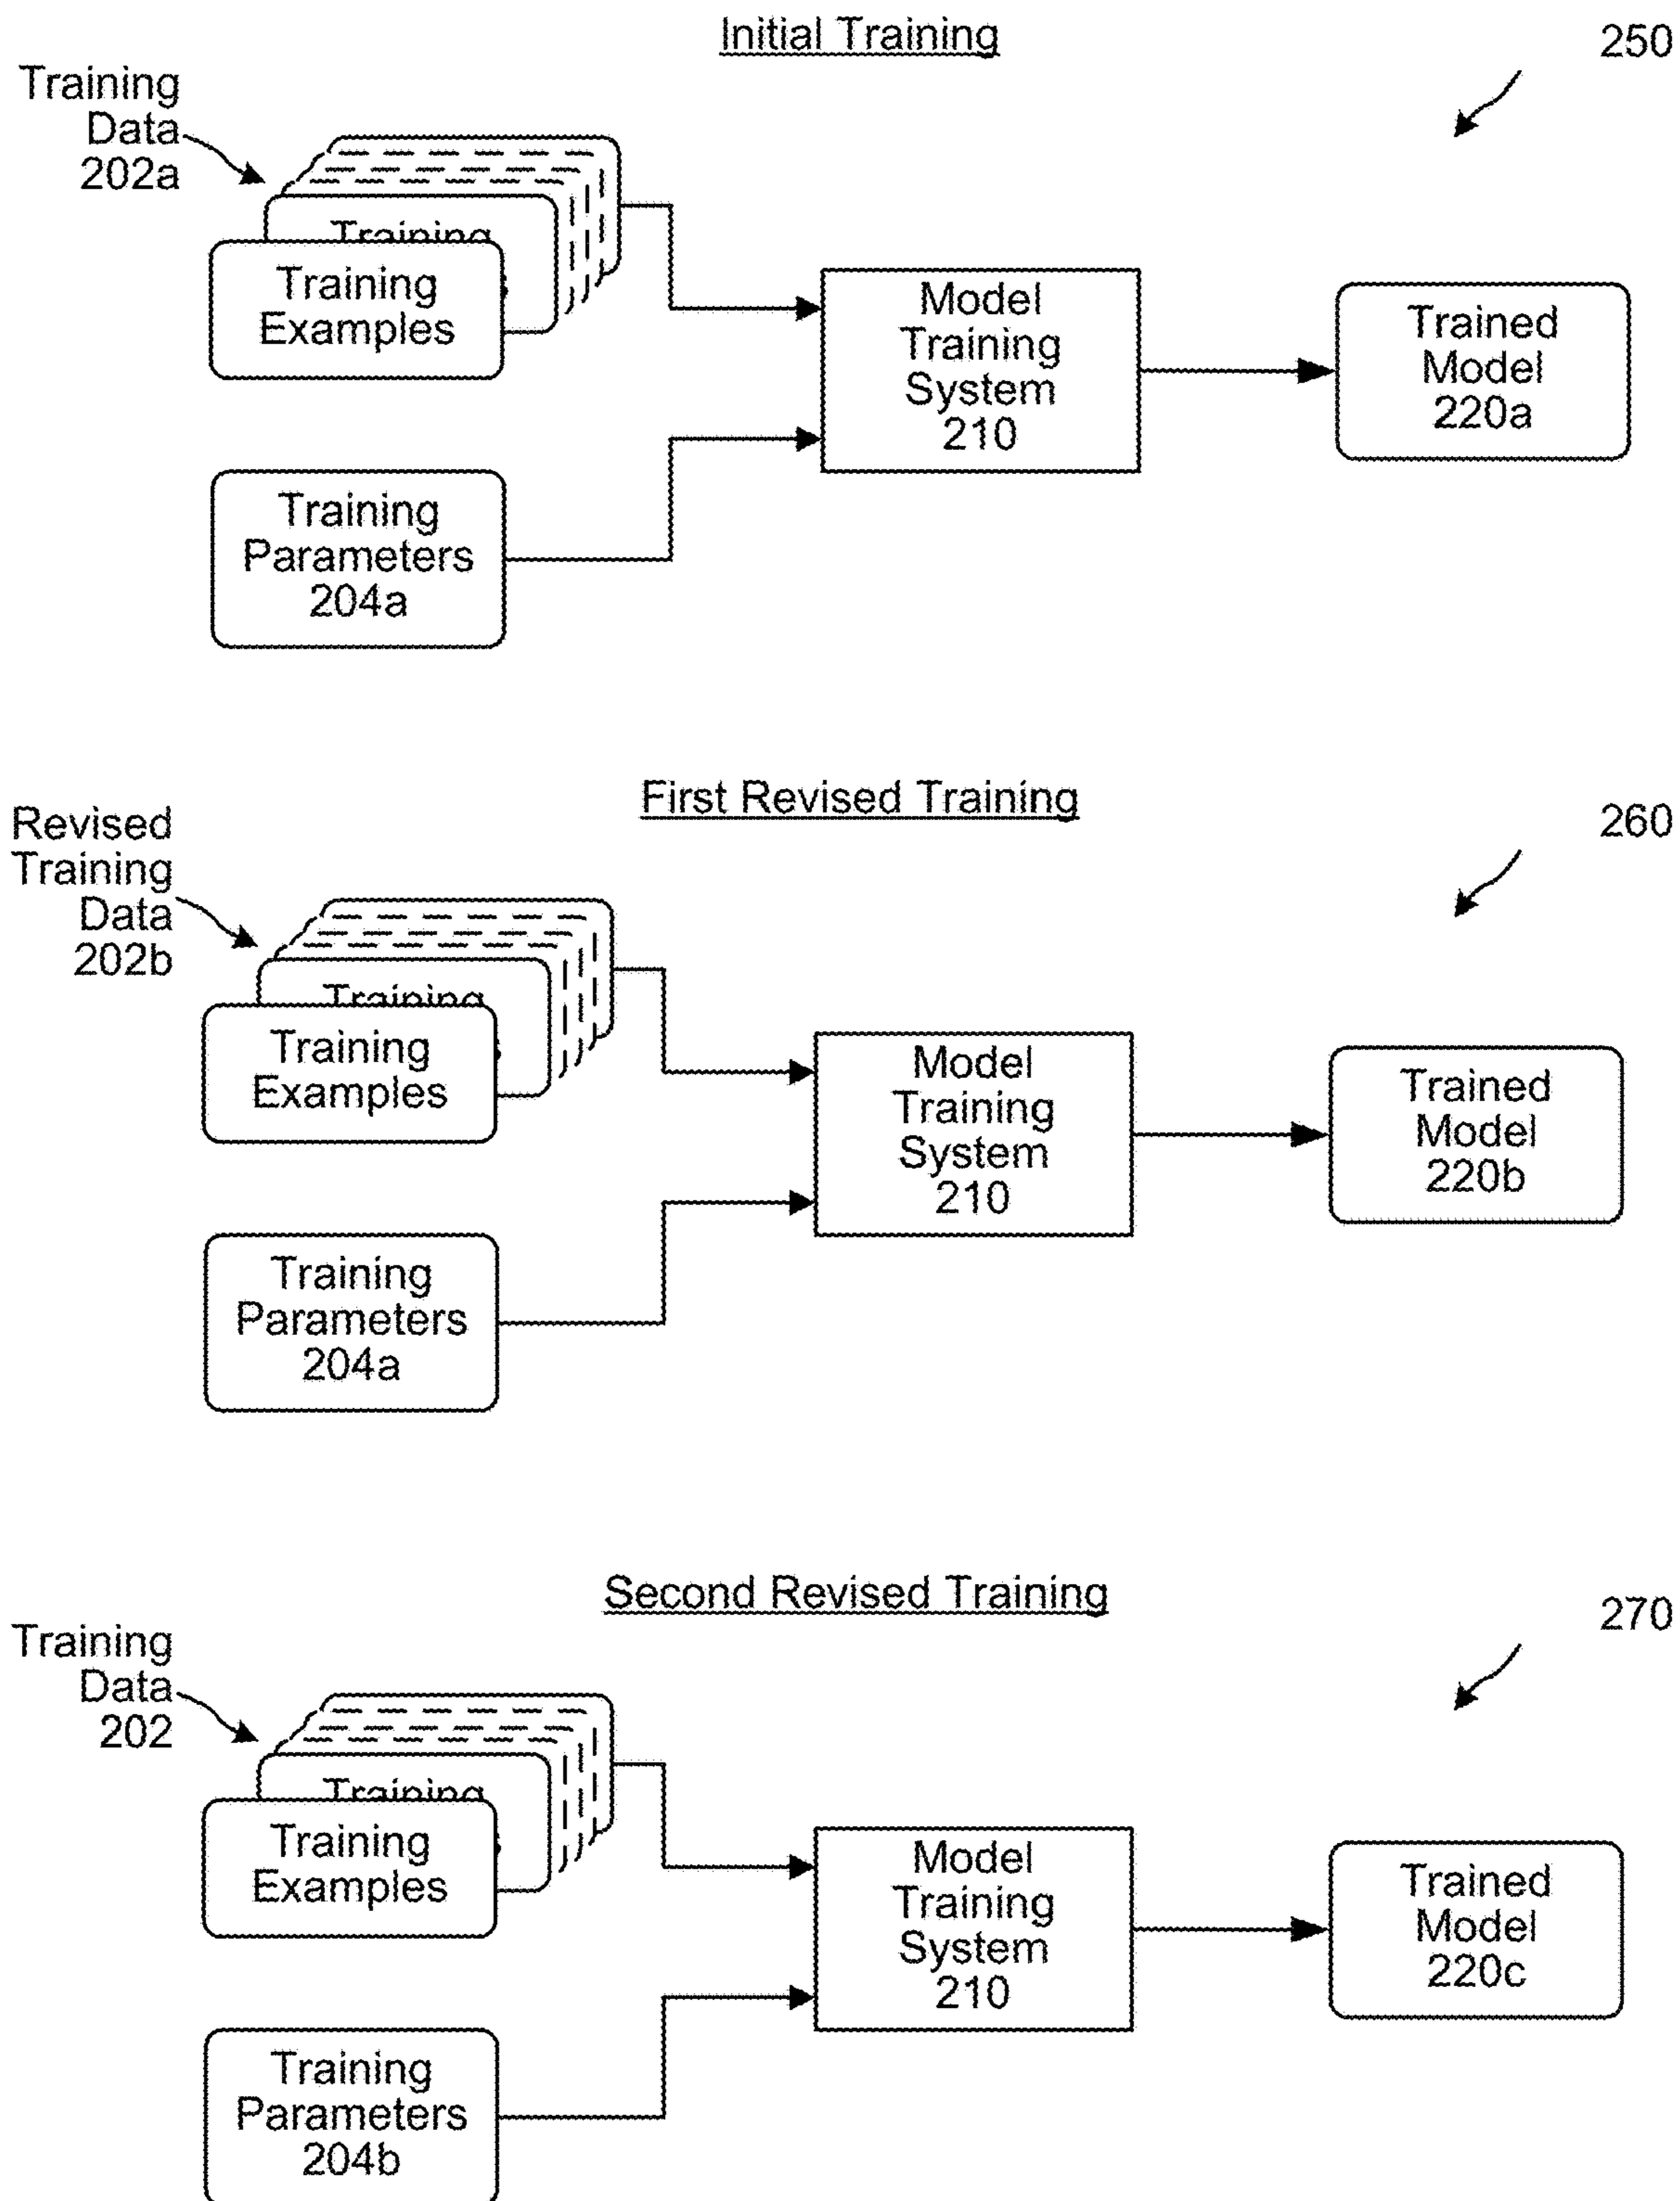 Initial Training
250
Training
Data
202a
Training
Training
Examples
Model
Training
System
210
Trained
Model
220a
Training
Parameters
204a
First Revised Training
260
Revised
Training
Data
202b
Training
Training
Examples
Model
Training
System
210
Trained
Model
220b
Training
Parameters
204a
Second Revised Training
270
Training
Data
202
Training
Training
Examples
Model
Training
System
210
Trained
Model
220c
Training
Parameters
204b